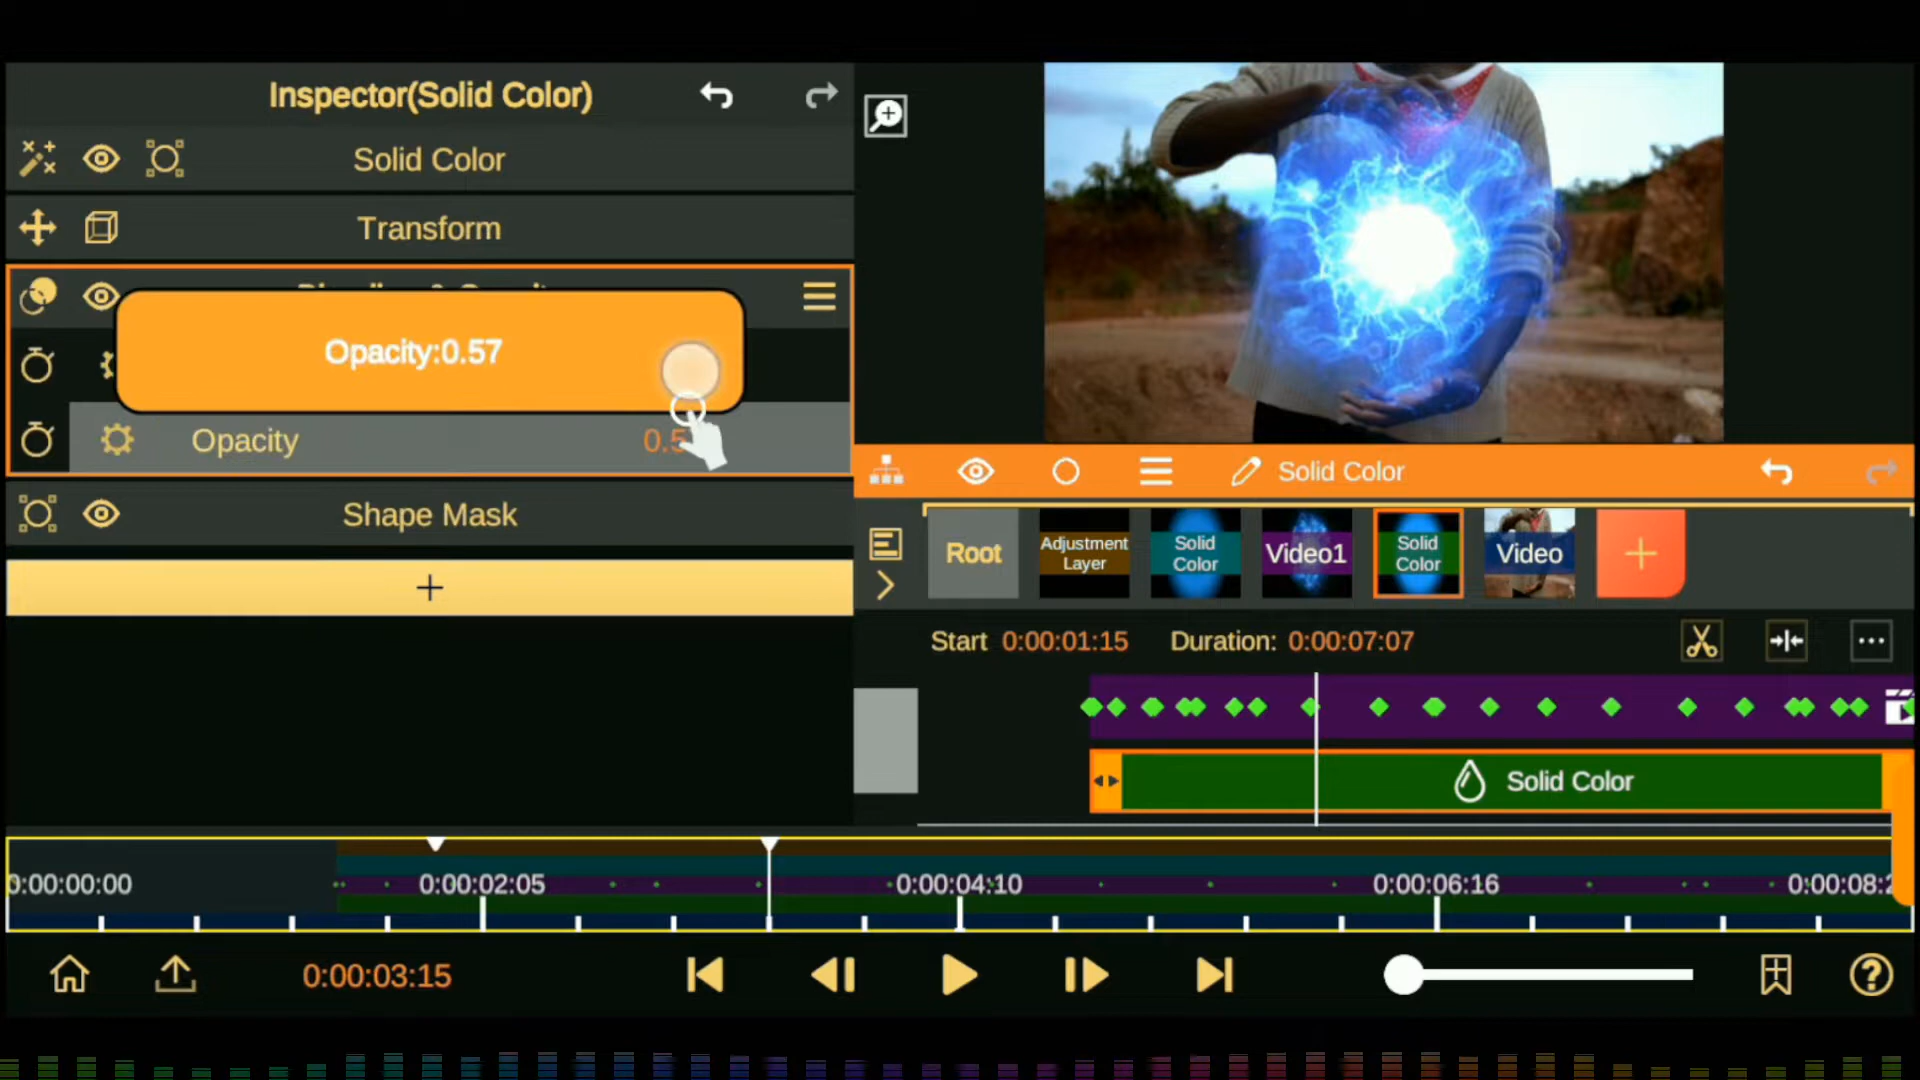 Inspector(Solid Color)
Solid Color
Transform
Opacity:0.57
Opacity
Shape Mask
Solid Color
Root
Adjustment
Layer
Solid
Color
Video1
Solid
Color
Video
Start 0:00:01:15 Duration: 0:00:07:07
Solid Color
0:00:00:00
0:00:02:05
0:00:04:10
0:00:06:16
0:00:03:15